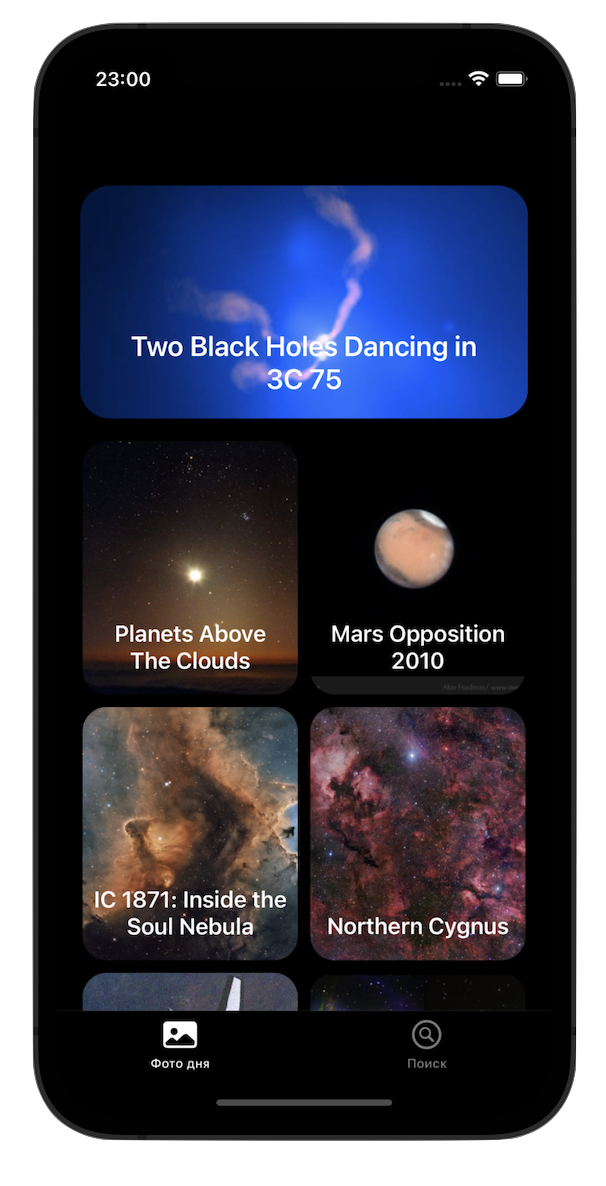 23:00
Two Black Holes Dancing in
3C 75
Planets Above
The Clouds
Mars Opposition
2010
IC 1871: Inside the
Soul Nebula
Northern Cygnus
Фото дня
Поиск